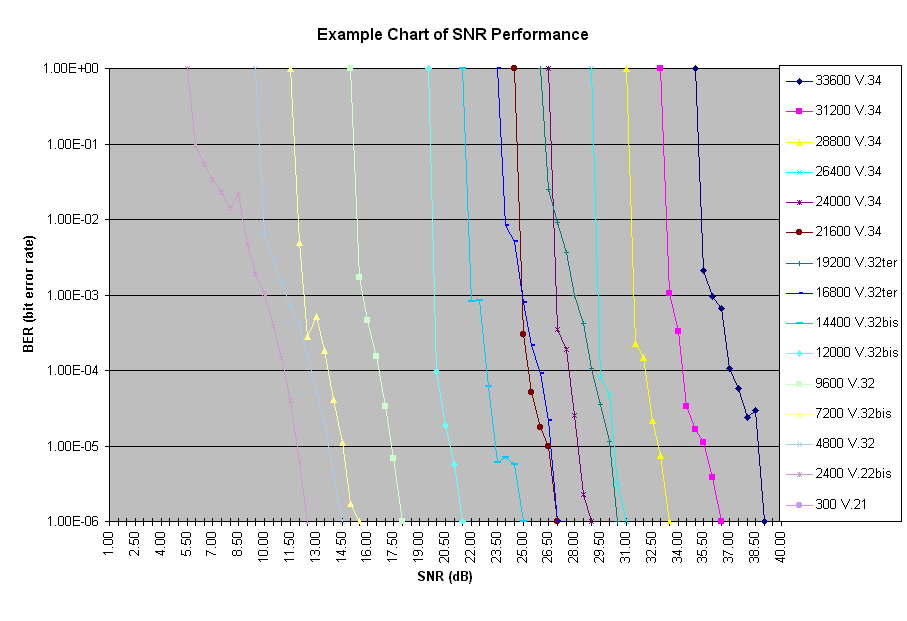 Example Chart of SNR Performance
1.00E+00
1.00E-01
1.00E-02
1.00E-03
1.00E-04
1.00E-05
1.00E-06
BER (bit error rate)
1.00
2.50
4.00
5.50
7.00
8.50
10.00
11.50
13.00
14.50
16.00
17.50
19.00
20.50
22.00
23.50
25.00
26.50
28.00
29.50
31.00
32.50
34.00
35.50
37.00
38.50
40.00
SNR (dB)
33600 V.34
31200 V.34
28800 V.34
26400 V.34
24000 V.34
21600 V.34
19200 V.32ter
16800 V.32ter
14400 V.32bis
12000 V.32bis
9600 V.32
7200 V.32bis
4800 V.32
2400 V.22bis
300 V.21